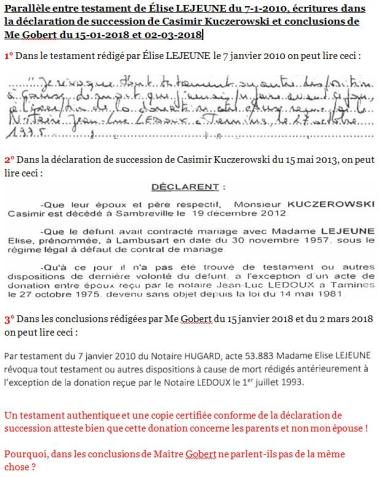 Parallèle entre testament de Élise LEJEUNE du 7-1-2010, écritures dans
la déclaration de succession de Casimir Kuczerowski et conclusions de
Me Gobert du 15-01-2018 et 02-03-2018
1° Dans le testament rédigé par Élise LEJEUNE le 7 janvier 2010 on peut lire ceci :
"Je révoque tout testament ou autre disposition
à cause de mort que j'aurais pu faire avant ce jour,
à l'exception de la donation reçue par le
Notaire Jean-Luc LEDOUX à Tamines le 27 octobre
2° Dans la déclaration de succession de Casimir Kuczerowski du 15 mai 2013, on peut
lire ceci :
DÉCLARENT :
-Que leur époux et père respectif, Monsieur KUCZEROWSKI
Casimir est décédé à Sambreville le 19 décembre 2012.
-Que le défunt avait contracté mariage avec Madame LEJEUNE
Elise, prénommée, à Lambusart en date du 30 novembre 1957, sous le
régime légal à défaut de contrat de mariage.
-Qu'à ce jour il n'a pas été trouvé de testament ou autres
dispositions de dernière volonté du défunt, à l'exception d'un acte de
donation entre époux reçu par le notaire Jean-Luc LEDOUX à Tamines
le 27 octobre 1975, devenu sans objet depuis la loi du 14 mai 1981.
3° Dans les conclusions rédigées par Me Gobert du 15 janvier 2018 et du 2 mars 2018
on peut lire ceci :
Par testament du 7 janvier 2010 du Notaire HUGARD, acte 53.883 Madame Elise LEJEUNE
révoqua tout testament ou autres dispositions à cause de mort rédigés antérieurement à
l'exception de la donation reçue par le Notaire LEDOUX le 1er juillet 1993.
Un testament authentique et une copie certifiée conforme de la déclaration de
succession atteste bien que cette donation concerne les parents et non mon épouse !
Pourquoi, dans les conclusions de Maître Gobert ne parlent-ils pas de la même
chose ?